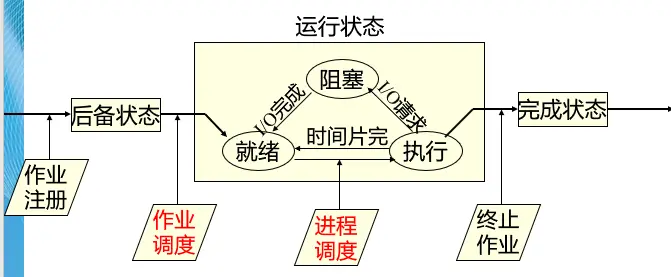 运行状态
阻塞
I/O完成
I/O请求
后备状态
完成状态
时间片完
就绪
执行
作业
注册
作业
调度
进程
调度
终止
作业